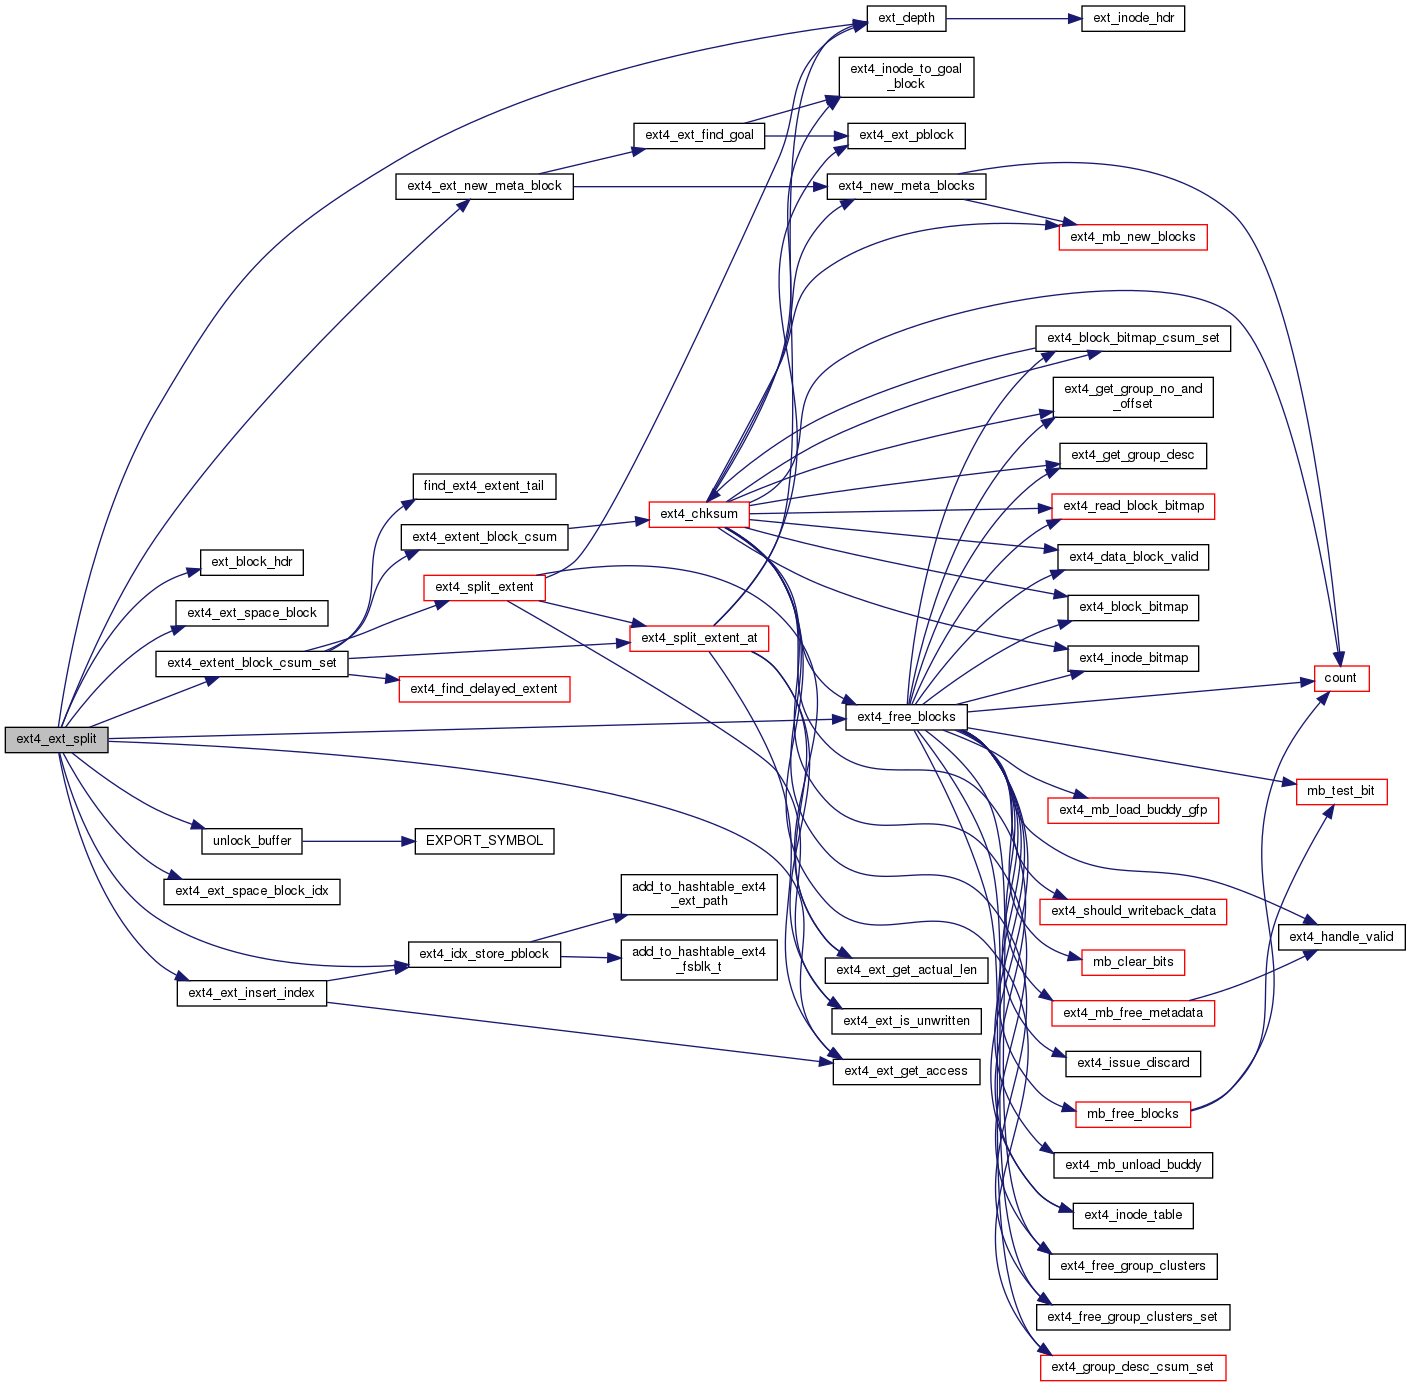 ext_depth
ext_inode_hdr
ext4_inode_to_goal
_block
ext4_ext_find_goal
ext4_ext_pblock
ext4_ext_new_meta_block
ext4_new_meta_blocks
ext4_mb_new_blocks
ext4_block_bitmap_csum_set
ext4_get_group_no_and
_offset
ext4_get_group_desc
find_ext4_extent_tail
ext4_read_block_bitmap
ext4_chksum
ext4_extent_block_csum
ext4_data_block_valid
ext_block_hdr
ext4_split_extent
ext4_block_bitmap
ext4_ext_space_block
ext4_split_extent_at
ext4_inode_bitmap
ext4_extent_block_csum_set
count
ext4_find_delayed_extent
ext4_free_blocks
ext4_ext_split
mb_test_bit
ext4_mb_load_buddy_gfp
unlock_buffer
EXPORT_SYMBOL
ext4_ext_space_block_idx
add_to_hashtable_ext4
_ext_path
ext4_should_writeback_data
ext4_handle_valid
ext4_idx_store_pblock
add_to_hashtable_ext4
_fsblk_t
mb_clear_bits
ext4_ext_get_actual_len
ext4_ext_insert_index
ext4_mb_free_metadata
ext4_ext_is_unwritten
ext4_issue_discard
ext4_ext_get_access
mb_free_blocks
ext4_mb_unload_buddy
ext4_inode_table
ext4_free_group_clusters
ext4_free_group_clusters_set
ext4_group_desc_csum_set